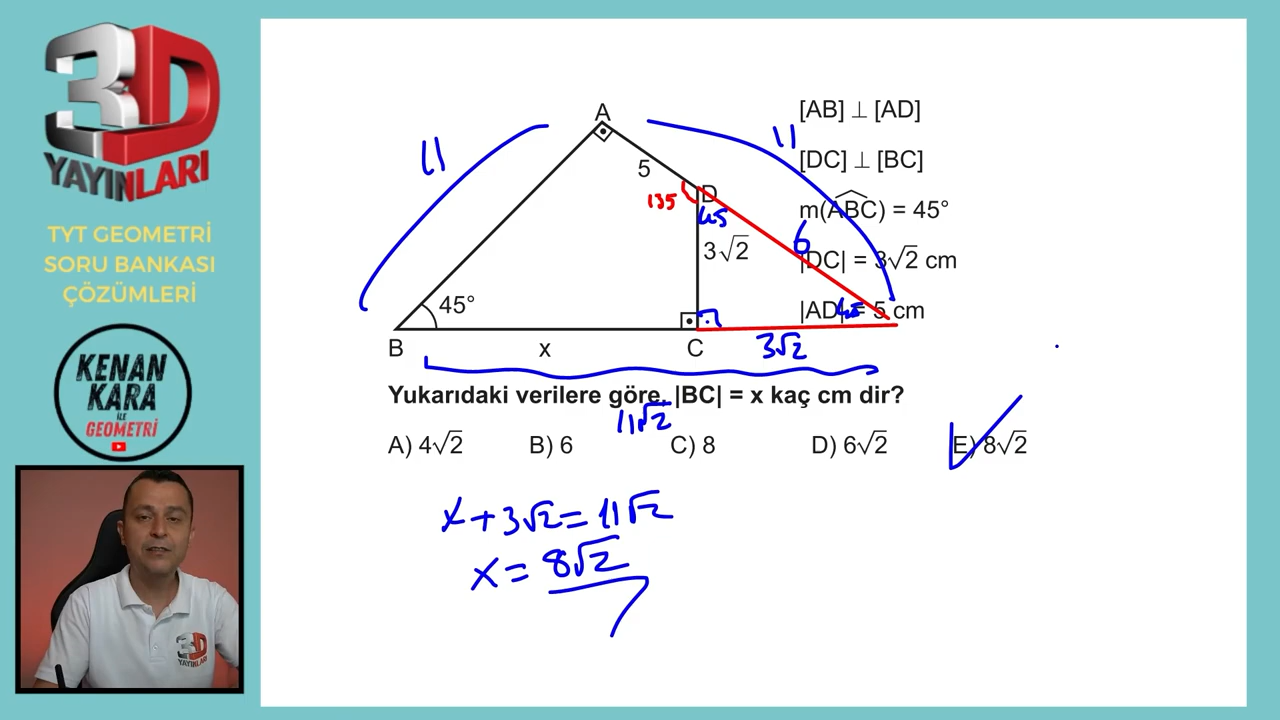 3D
YAYINLARI
TYT GEOMETRİ
SORU BANKASI
ÇÖZÜMLERİ
KENAN
KARA
İLE
GEOMETRİ
3D
YAYINLARI
A
11
11
5
135
D
45
3√2
6
45°
45
B
x
C
3√2
[AB] ⊥ [AD]
[DC] ⊥ [BC]
m(ABC) = 45°
|DC| = 3√2 cm
|AD| = 5 cm
Yukarıdaki verilere göre, |BC| = x kaç cm dir?
11√2
A) 4√2 B) 6 C) 8 D) 6√2 E) 8√2
x + 3√2 = 11√2
x = 8√2